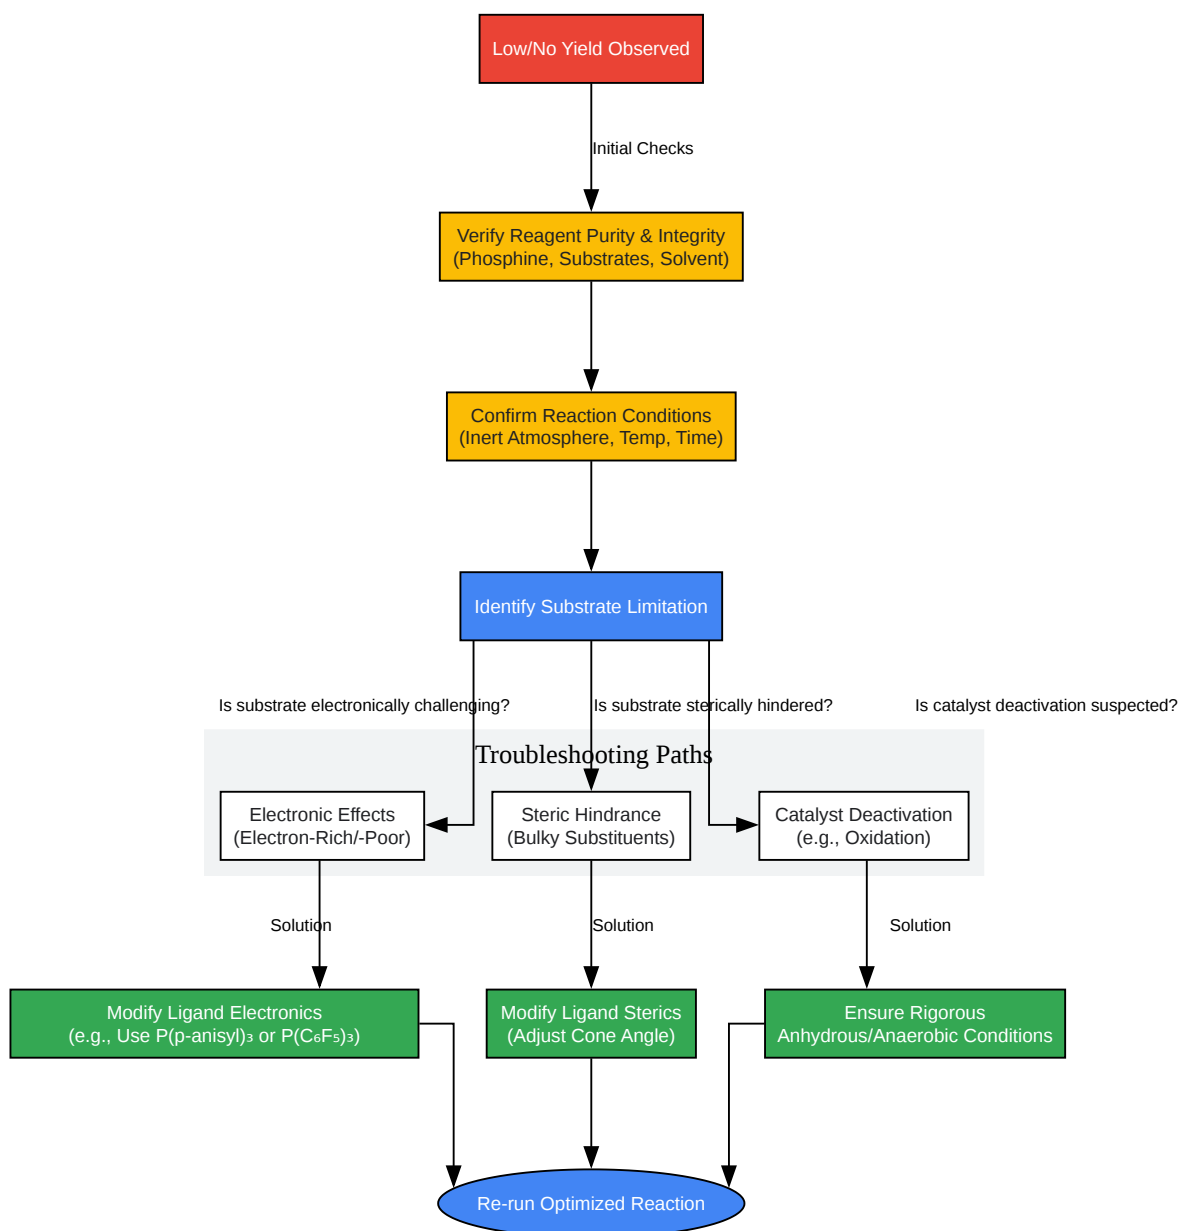 Low/No Yield Observed
Initial Checks
Verify Reagent Purity & Integrity
(Phosphine, Substrates, Solvent)
Confirm Reaction Conditions
(Inert Atmosphere, Temp, Time)
Identify Substrate Limitation
Is substrate electronically challenging?
Is substrate sterically hindered?
Is catalyst deactivation suspected?
Troubleshooting Paths
Electronic Effects
(Electron-Rich/-Poor)
Steric Hindrance
(Bulky Substituents)
Catalyst Deactivation
(e.g., Oxidation)
Solution
Solution
Solution
Modify Ligand Electronics
(e.g., Use P(p-anisyl)₃ or P(C₆F₅)₃)
Modify Ligand Sterics
(Adjust Cone Angle)
Ensure Rigorous
Anhydrous/Anaerobic Conditions
Re-run Optimized Reaction